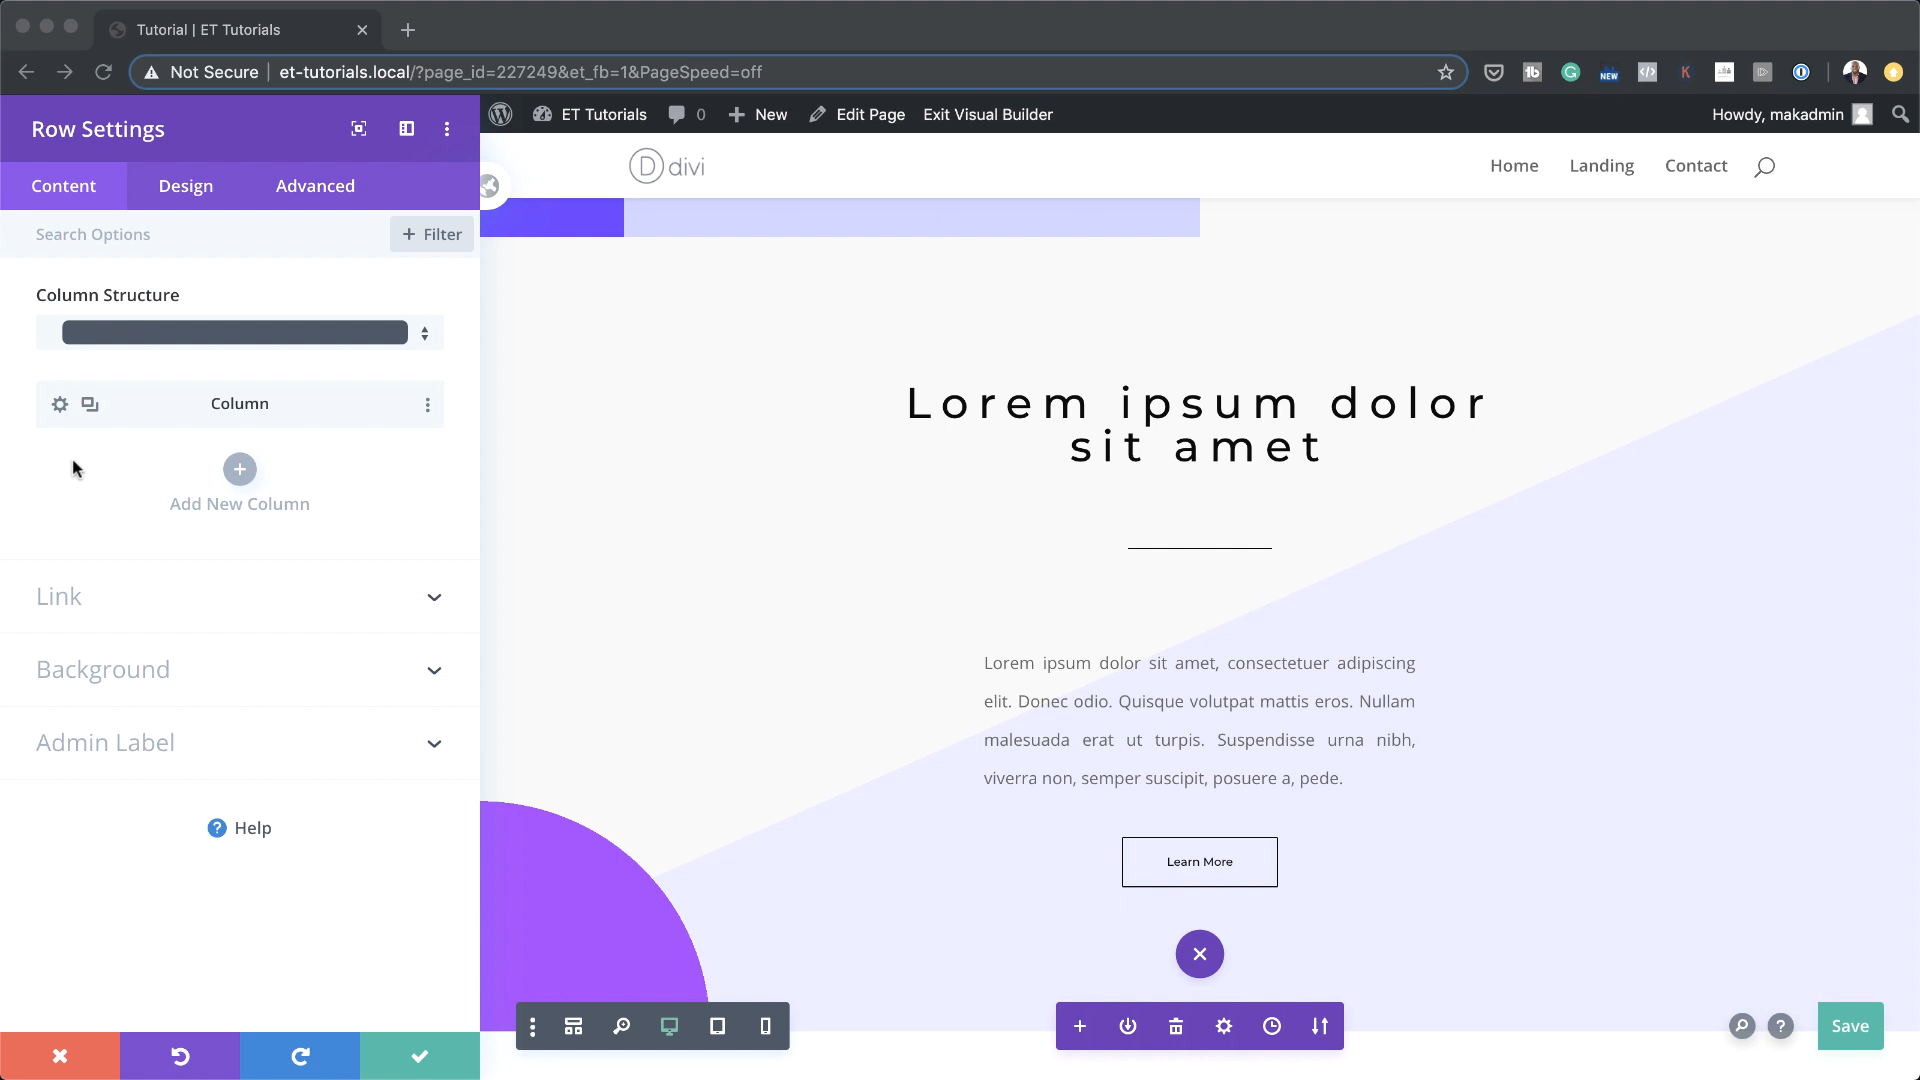 Tutorial | ET Tutorials
Not Secure
et-tutorials.local/?page_id=227249&et_fb=1&PageSpeed=off
NEW
Row Settings
ET Tutorials
0
New
Edit Page
Exit Visual Builder
Howdy, makadmin
divi
Home
Landing
Contact
Content
Design
Advanced
Search Options
+ Filter
Column Structure
Column
Add New Column
Link
Background
Admin Label
Help
Lorem ipsum dolor
sit amet
Lorem ipsum dolor sit amet, consectetuer adipiscing
elit. Donec odio. Quisque volutpat mattis eros. Nullam
malesuada erat ut turpis. Suspendisse urna nibh,
viverra non, semper suscipit, posuere a, pede.
Learn More
Save